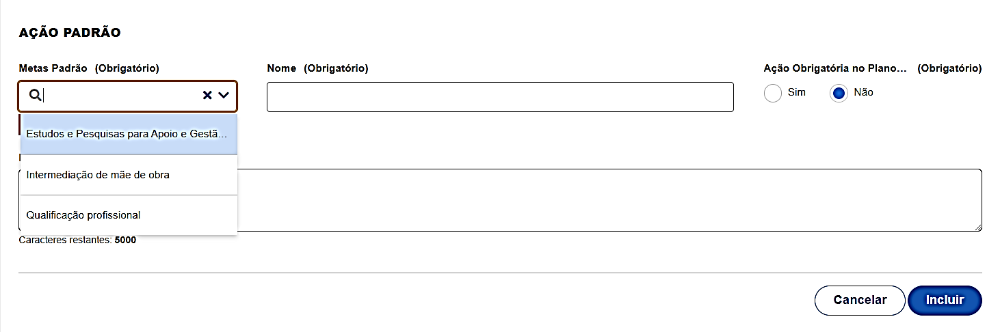 AÇÃO PADRÃO
Metas Padrão (Obrigatório)
Nome (Obrigatório)
Ação Obrigatória no Plano... (Obrigatório)
Sim
Não
Estudos e Pesquisas para Apoio e Gestã...
Intermediação de mãe de obra
Qualificação profissional
Caracteres restantes: 5000
Cancelar
Incluir